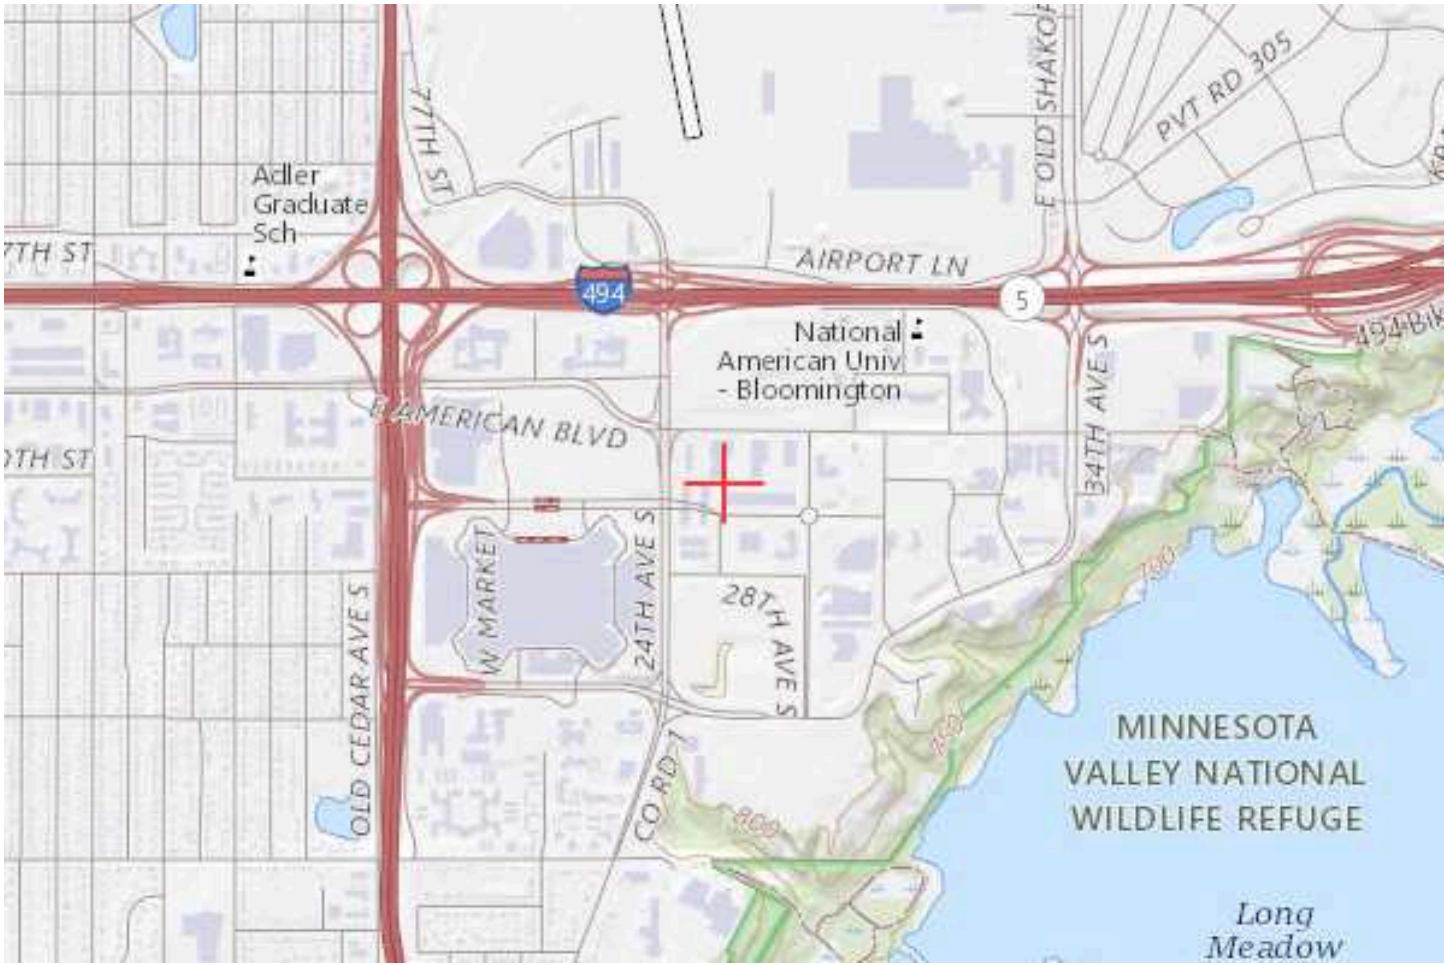 77TH ST
E OLD SHAKOP
PVT RD 305
Adler
Graduate
Sch
7TH ST
AIRPORT LN
494
5
National
American Univ
- Bloomington
494 Bik
34TH AVE S
E AMERICAN BLVD
0TH ST
W MARKET
24TH AVE S
700
28TH AVE S
OLD CEDAR AVE S
CO RD 1
800
MINNESOTA
VALLEY NATIONAL
WILDLIFE REFUGE
Long
Meadow